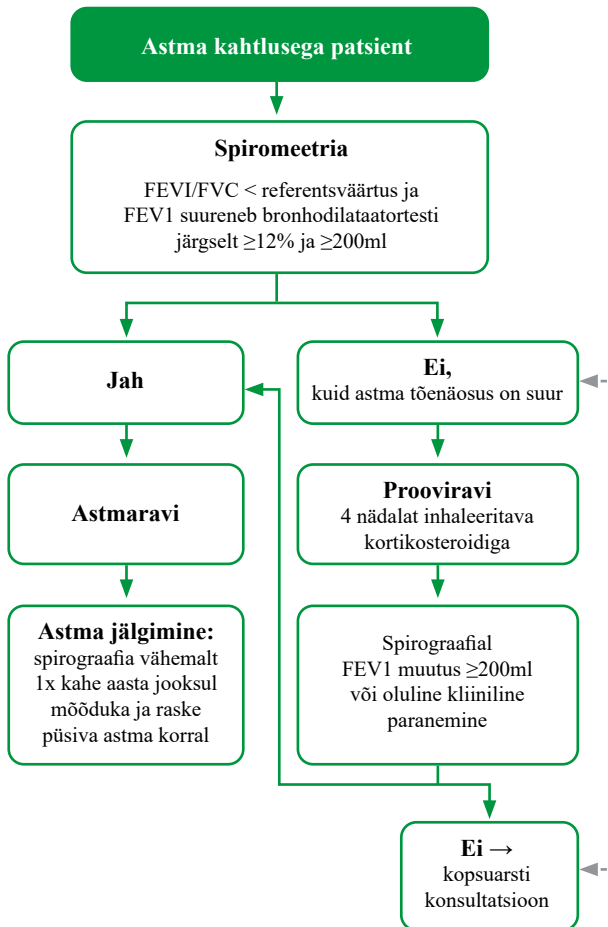 Astma kahtlusega patsient
Spiromeetria
FEVI/FVC < referentsväärtus ja
FEV1 suureneb bronhodilataatortesti
järgselt ≥12% ja ≥200ml
Jah
Ei,
kuid astma tõenäosus on suur
Astmaravi
Prooviravi
4 nädalat inhaleeritava
kortikosteroidiga
Astma jälgimine:
spirograafia vähemalt
1x kahe aasta jooksul
mõõduka ja raske
püsiva astma korral
Spirograafial
FEV1 muutus ≥200ml
või oluline kliiniline
paranemine
Ei →
kopsuarsti
konsultatsioon